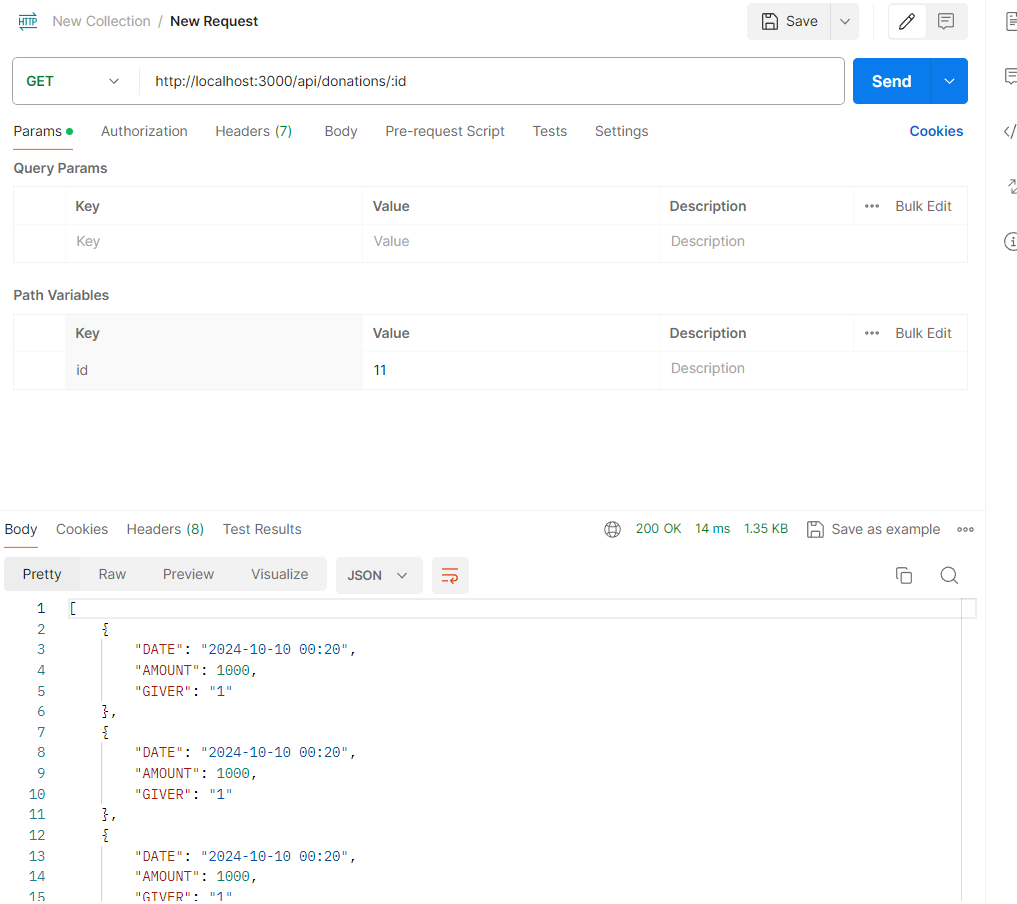 HTTP New Collection / New Request Save
GET http://localhost:3000/api/donations/:id Send
Params Authorization Headers (7) Body Pre-request Script Tests Settings Cookies
Query Params
Key Value Description ••• Bulk Edit
Key Value Description
Path Variables
Key Value Description ••• Bulk Edit
id 11 Description
Body Cookies Headers (8) Test Results 200 OK 14 ms 1.35 KB Save as example
Pretty Raw Preview Visualize JSON
1 [
2 {
3 "DATE": "2024-10-10 00:20",
4 "AMOUNT": 1000,
5 "GIVER": "1"
6 },
7 {
8 "DATE": "2024-10-10 00:20",
9 "AMOUNT": 1000,
10 "GIVER": "1"
11 },
12 {
13 "DATE": "2024-10-10 00:20",
14 "AMOUNT": 1000,
15 "GIVER": "1"